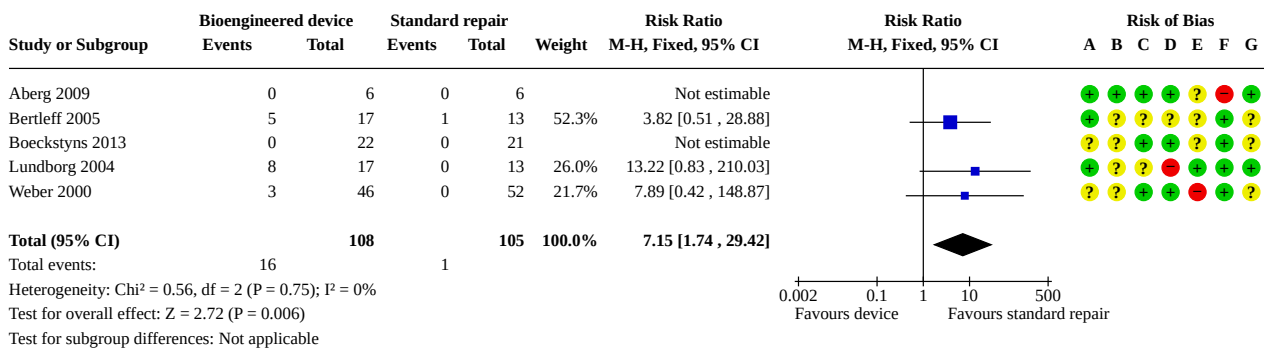 Bioengineered device Standard repair Risk Ratio Risk Ratio Risk of Bias
Study or Subgroup Events Total Events Total Weight M-H, Fixed, 95% CI M-H, Fixed, 95% CI A B C D E F G
Aberg 2009 0 6 0 6 Not estimable + + + + ? − +
Bertleff 2005 5 17 1 13 52.3% 3.82 [0.51 , 28.88] + ? ? ? ? + ?
Boeckstyns 2013 0 22 0 21 Not estimable ? ? + + ? + ?
Lundborg 2004 8 17 0 13 26.0% 13.22 [0.83 , 210.03] + ? ? − + + +
Weber 2000 3 46 0 52 21.7% 7.89 [0.42 , 148.87] ? ? + + − + ?
Total (95% CI) 108 105 100.0% 7.15 [1.74 , 29.42]
Total events: 16 1
Heterogeneity: Chi² = 0.56, df = 2 (P = 0.75); I² = 0%
0.002 0.1 1 10 500
Test for overall effect: Z = 2.72 (P = 0.006) Favours device Favours standard repair
Test for subgroup differences: Not applicable